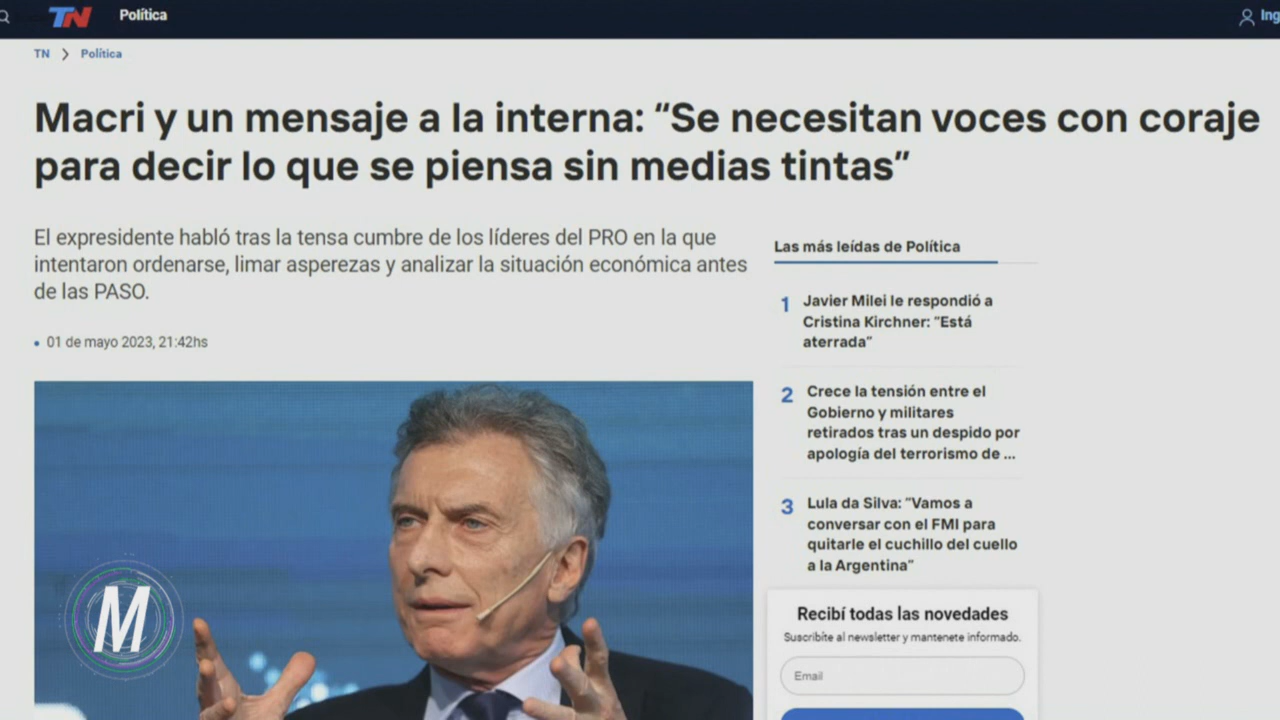 TN
Política
Ing
TN > Política
Macri y un mensaje a la interna: “Se necesitan voces con coraje
para decir lo que se piensa sin medias tintas”
El expresidente habló tras la tensa cumbre de los líderes del PRO en la que
intentaron ordenarse, limar asperezas y analizar la situación económica antes
de las PASO.
• 01 de mayo 2023, 21:42hs
Las más leídas de Política
1 Javier Milei le respondió a
Cristina Kirchner: “Está
aterrada”
2 Crece la tensión entre el
Gobierno y militares
retirados tras un despido por
apología del terrorismo de ...
3 Lula da Silva: “Vamos a
conversar con el FMI para
quitarle el cuchillo del cuello
a la Argentina”
Recibí todas las novedades
Suscribite al newsletter y mantenete informado.
Email
M